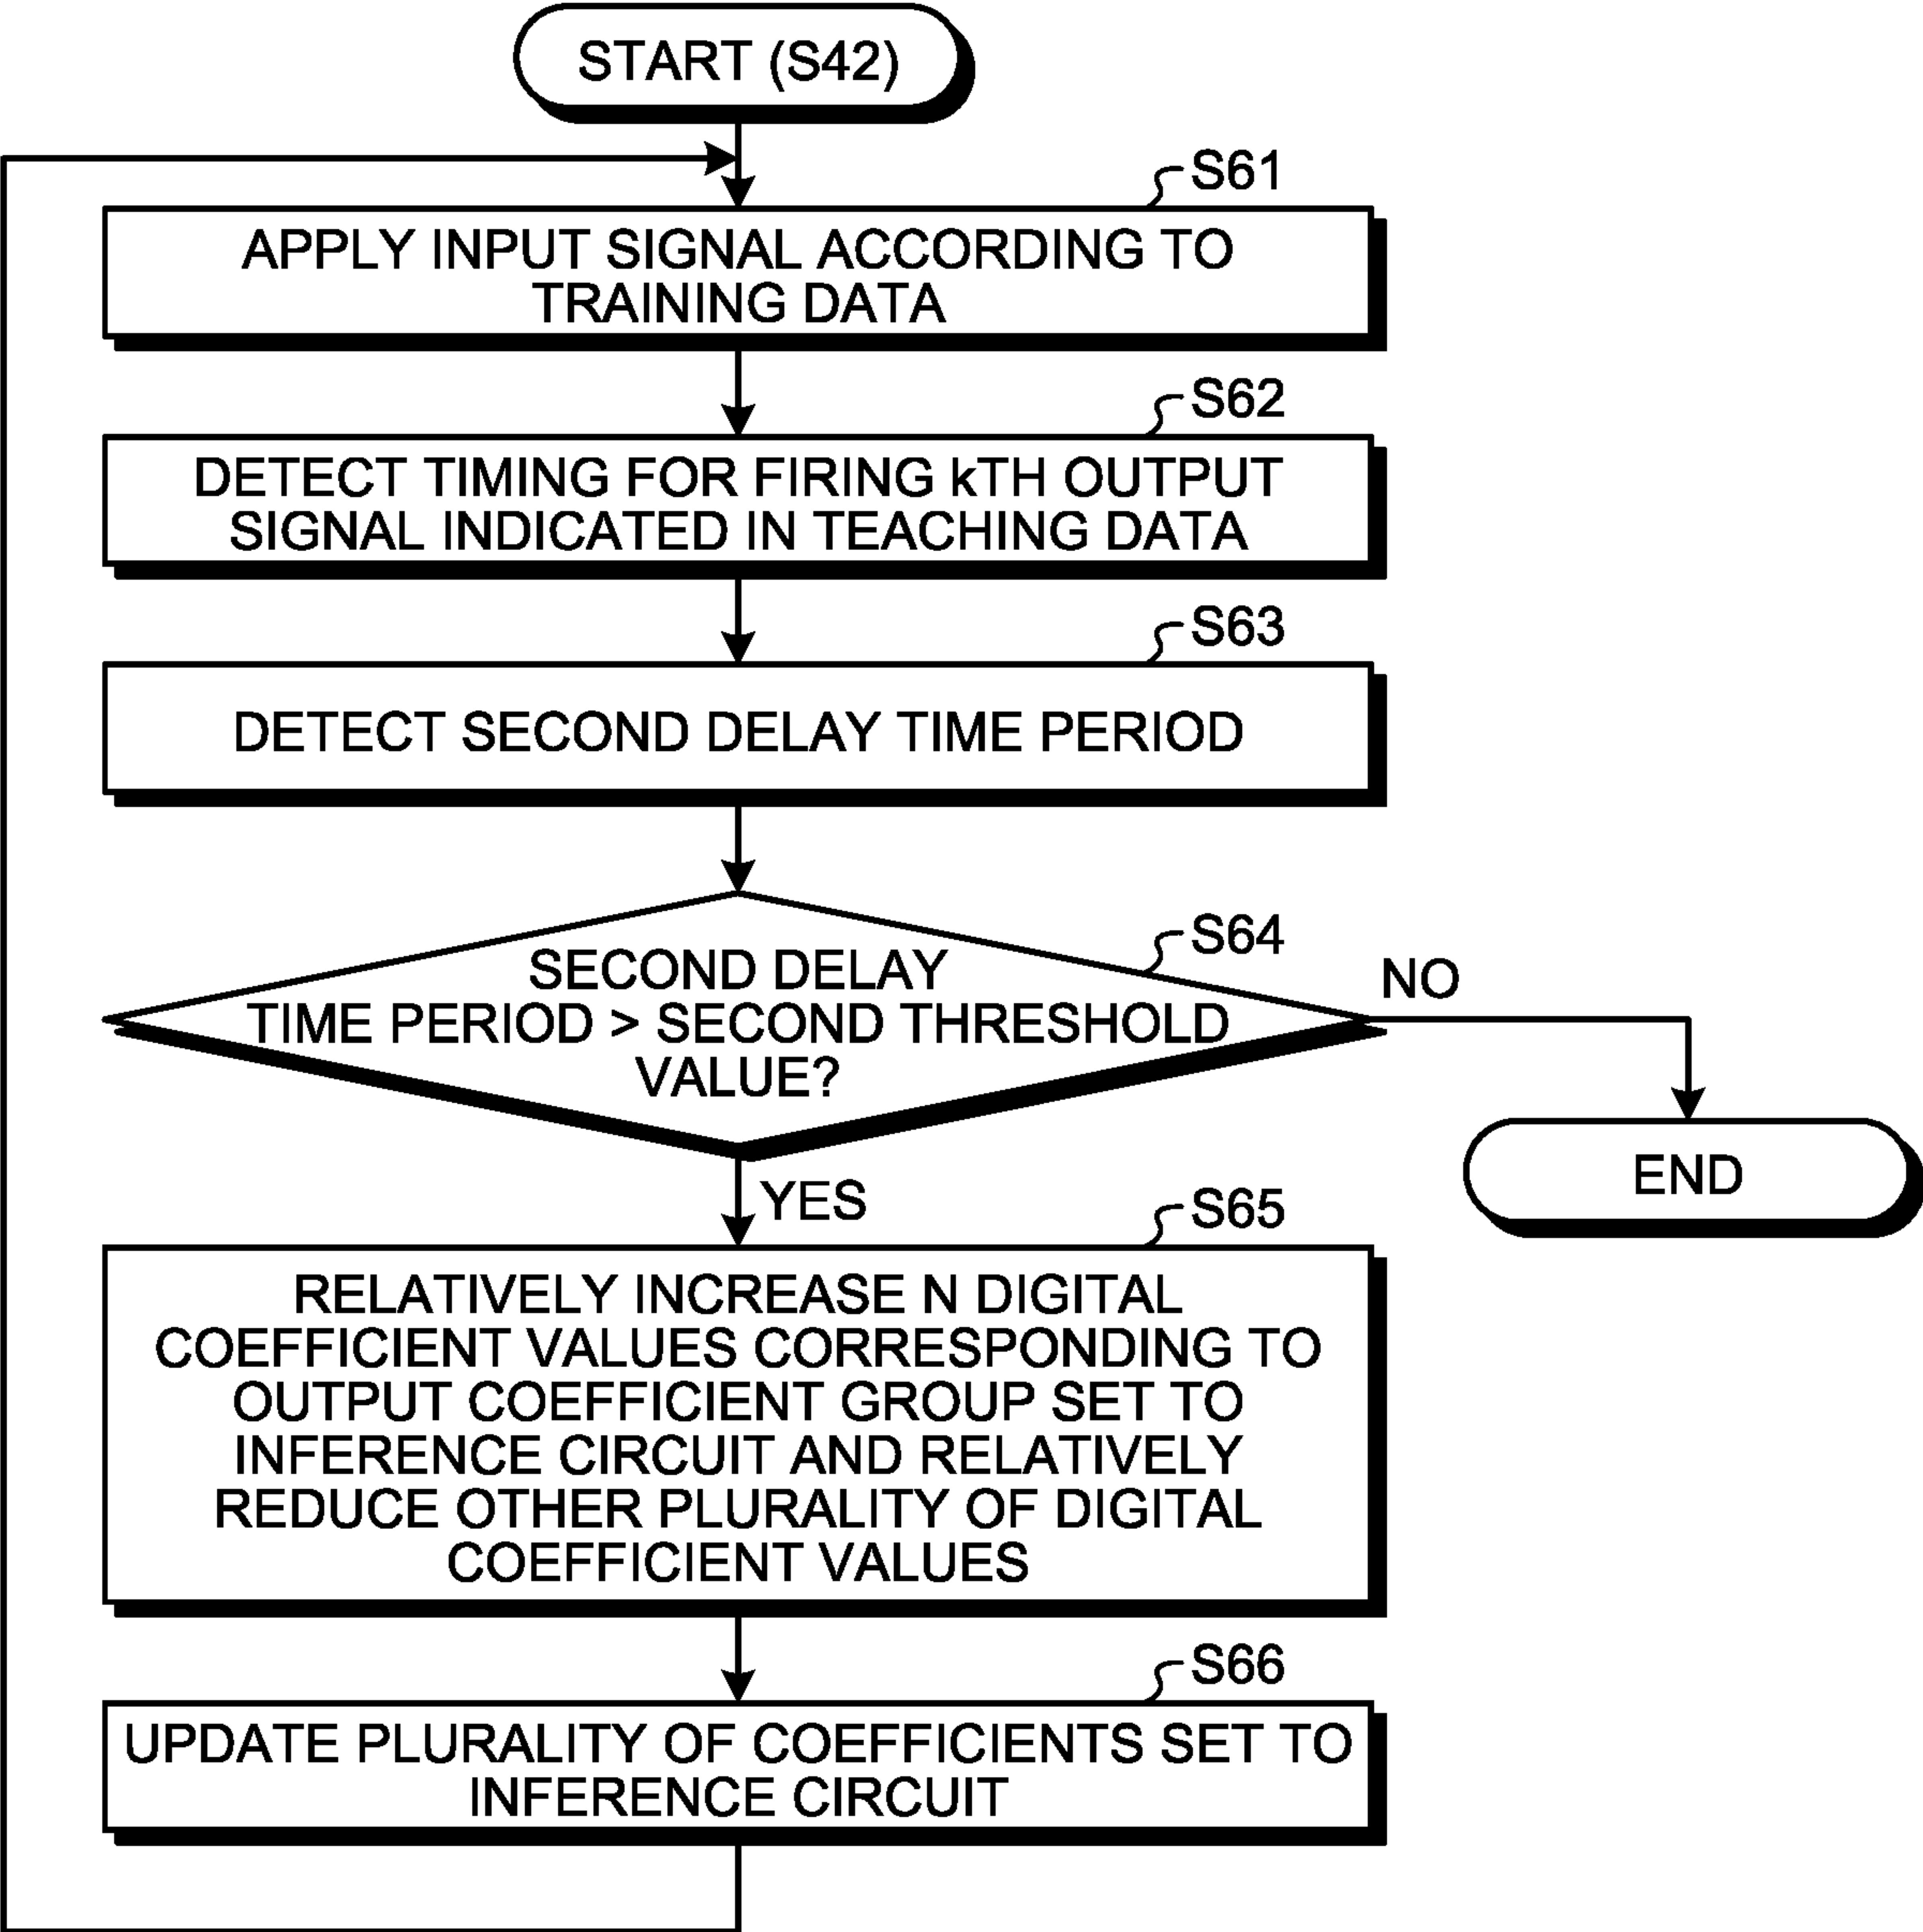 START (S42)
S61
APPLY INPUT SIGNAL ACCORDING TO
TRAINING DATA
S62
DETECT TIMING FOR FIRING kTH OUTPUT
SIGNAL INDICATED IN TEACHING DATA
S63
DETECT SECOND DELAY TIME PERIOD
S64
SECOND DELAY
TIME PERIOD > SECOND THRESHOLD
VALUE?
NO
END
YES
S65
RELATIVELY INCREASE N DIGITAL
COEFFICIENT VALUES CORRESPONDING TO
OUTPUT COEFFICIENT GROUP SET TO
INFERENCE CIRCUIT AND RELATIVELY
REDUCE OTHER PLURALITY OF DIGITAL
COEFFICIENT VALUES
S66
UPDATE PLURALITY OF COEFFICIENTS SET TO
INFERENCE CIRCUIT